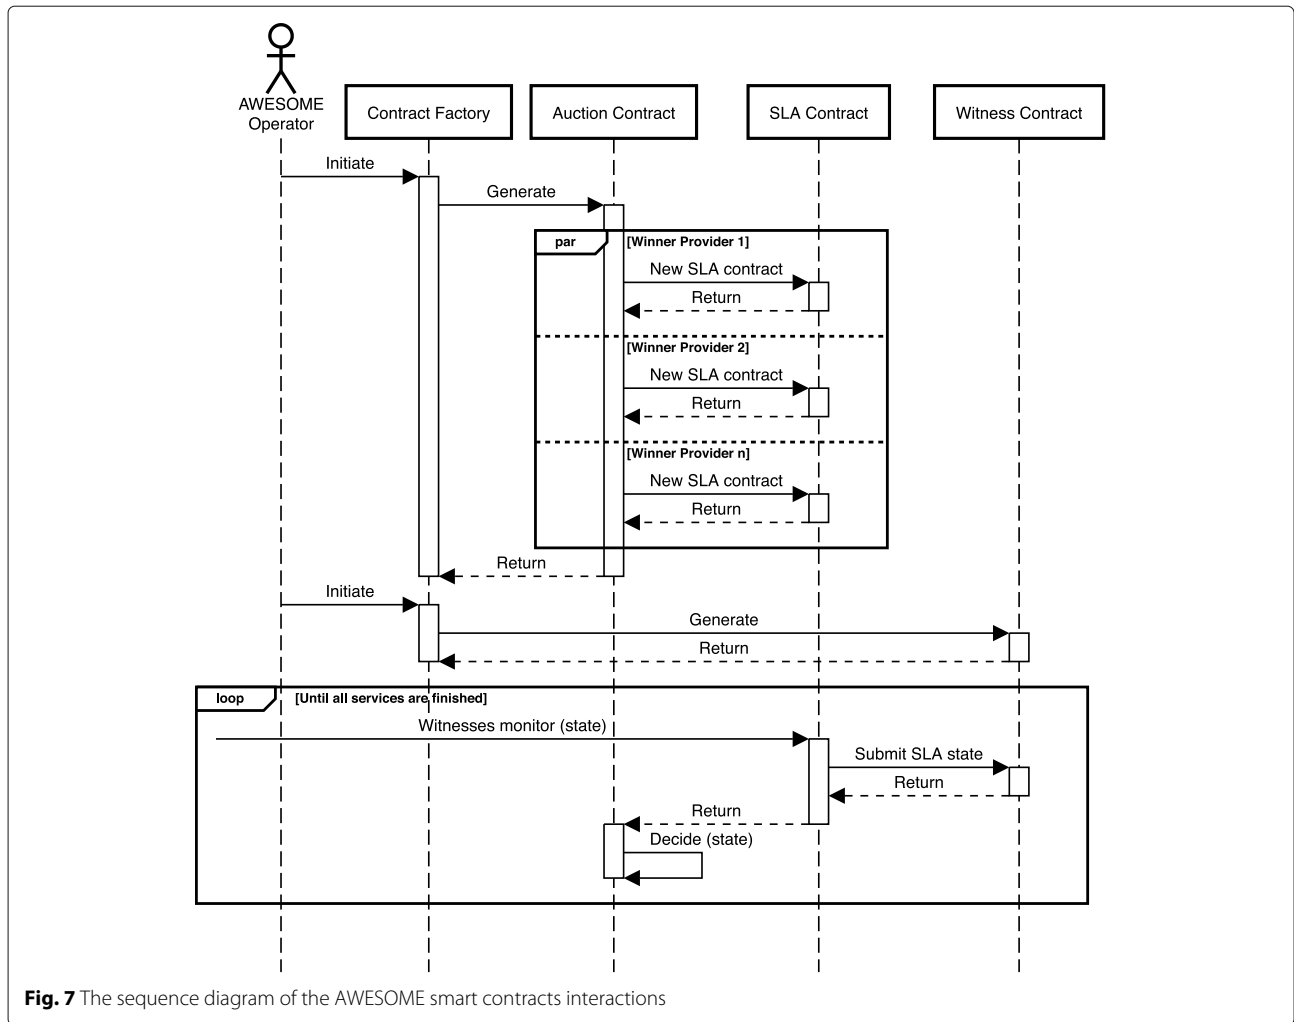 AWESOME
Operator
Contract Factory
Auction Contract
SLA Contract
Witness Contract
Initiate
Generate
par
[Winner Provider 1]
New SLA contract
Return
[Winner Provider 2]
New SLA contract
Return
[Winner Provider n]
New SLA contract
Return
Return
Initiate
Generate
Return
loop
[Until all services are finished]
Witnesses monitor (state)
Submit SLA state
Return
Return
Decide (state)
Fig. 7 The sequence diagram of the AWESOME smart contracts interactions